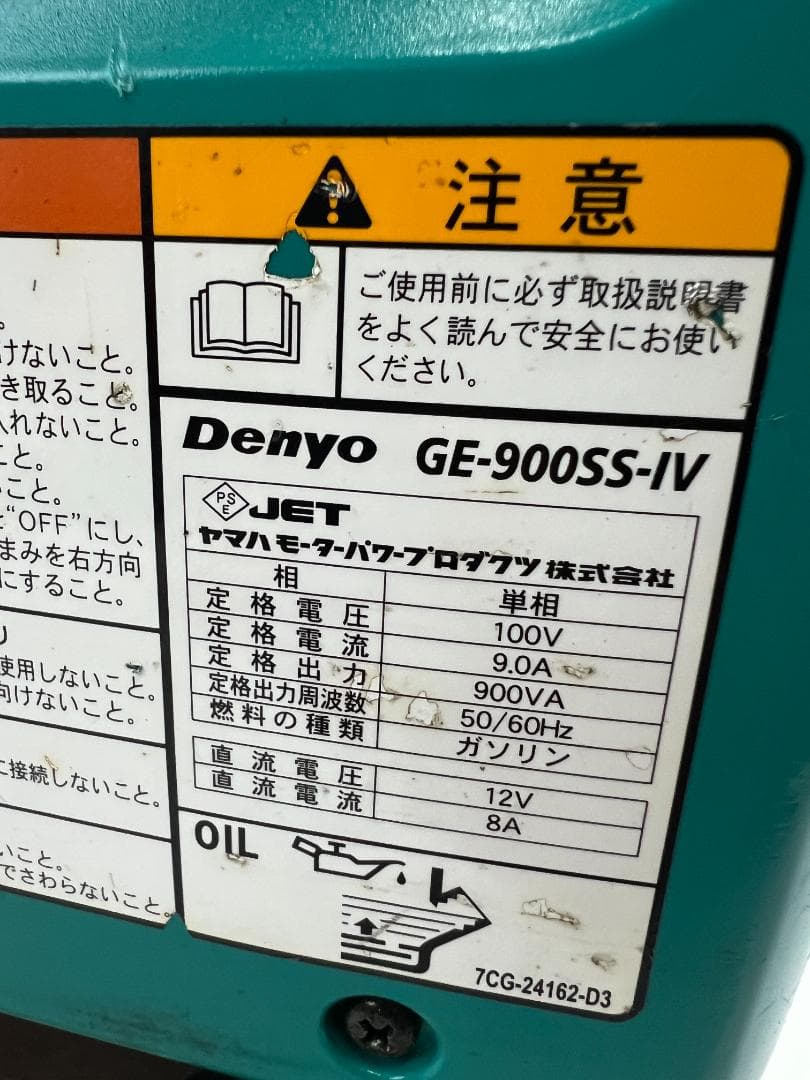 注意
ご使用前に必ず取扱説明書
をよく読んで安全にお使い
ください。
けないこと。
き取ること。
入れないこと。
こと。
こと。
"OFF"にし、
まみを右方向
にすること。
使用しないこと。
向けないこと。
に接続しないこと。
いこと。
でさわらないこと。
Denyo GE-900SS-IV
PSE JET
ヤマハモーターパワープロダクツ株式会社
相 単相
定格電圧 100V
定格電流 9.0A
定格出力 900VA
定格出力周波数 50/60Hz
燃料の種類 ガソリン
直流電圧 12V
直流電流 8A
OIL
7CG-24162-D3